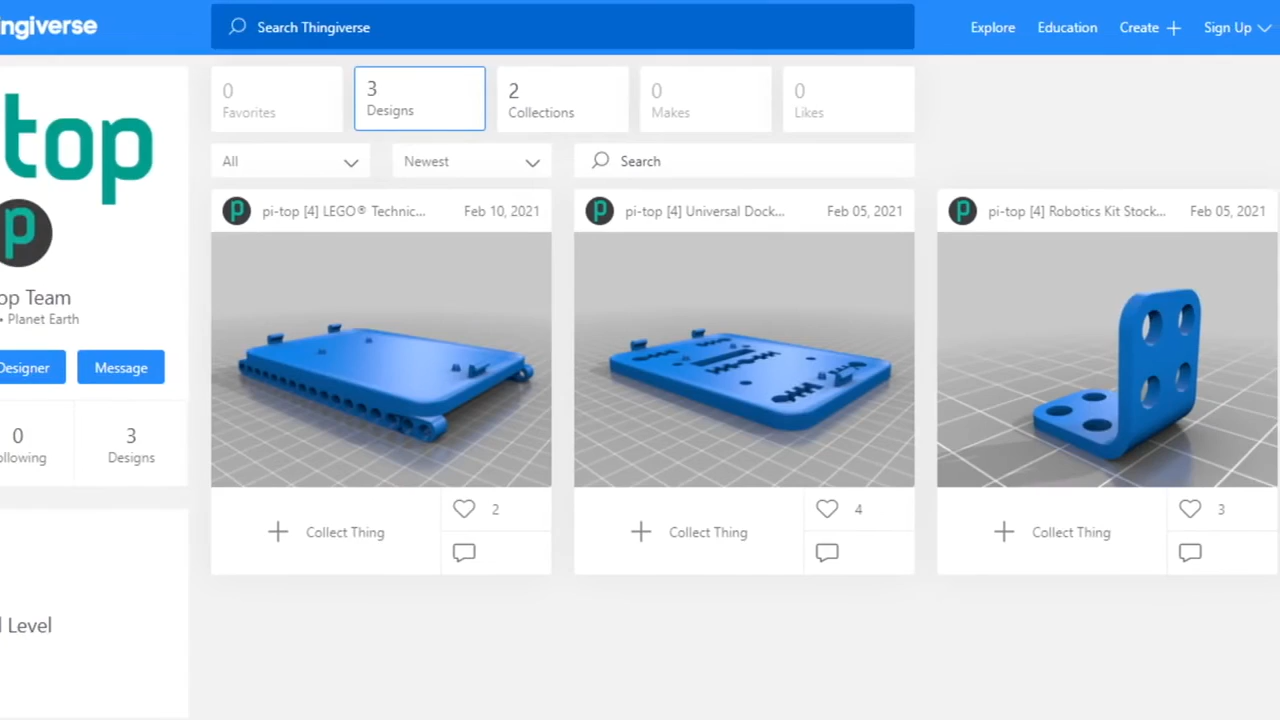 ngiverse
Search Thingiverse
Explore
Education
Create
Sign Up
top
p
op Team
• Planet Earth
Designer
Message
0
ollowing
3
Designs
l Level
0
Favorites
3
Designs
2
Collections
0
Makes
0
Likes
All
Newest
Search
p
pi-top [4] LEGO® Technic...
Feb 10, 2021
Collect Thing
2
p
pi-top [4] Universal Dock...
Feb 05, 2021
Collect Thing
4
p
pi-top [4] Robotics Kit Stock...
Feb 05, 2021
Collect Thing
3